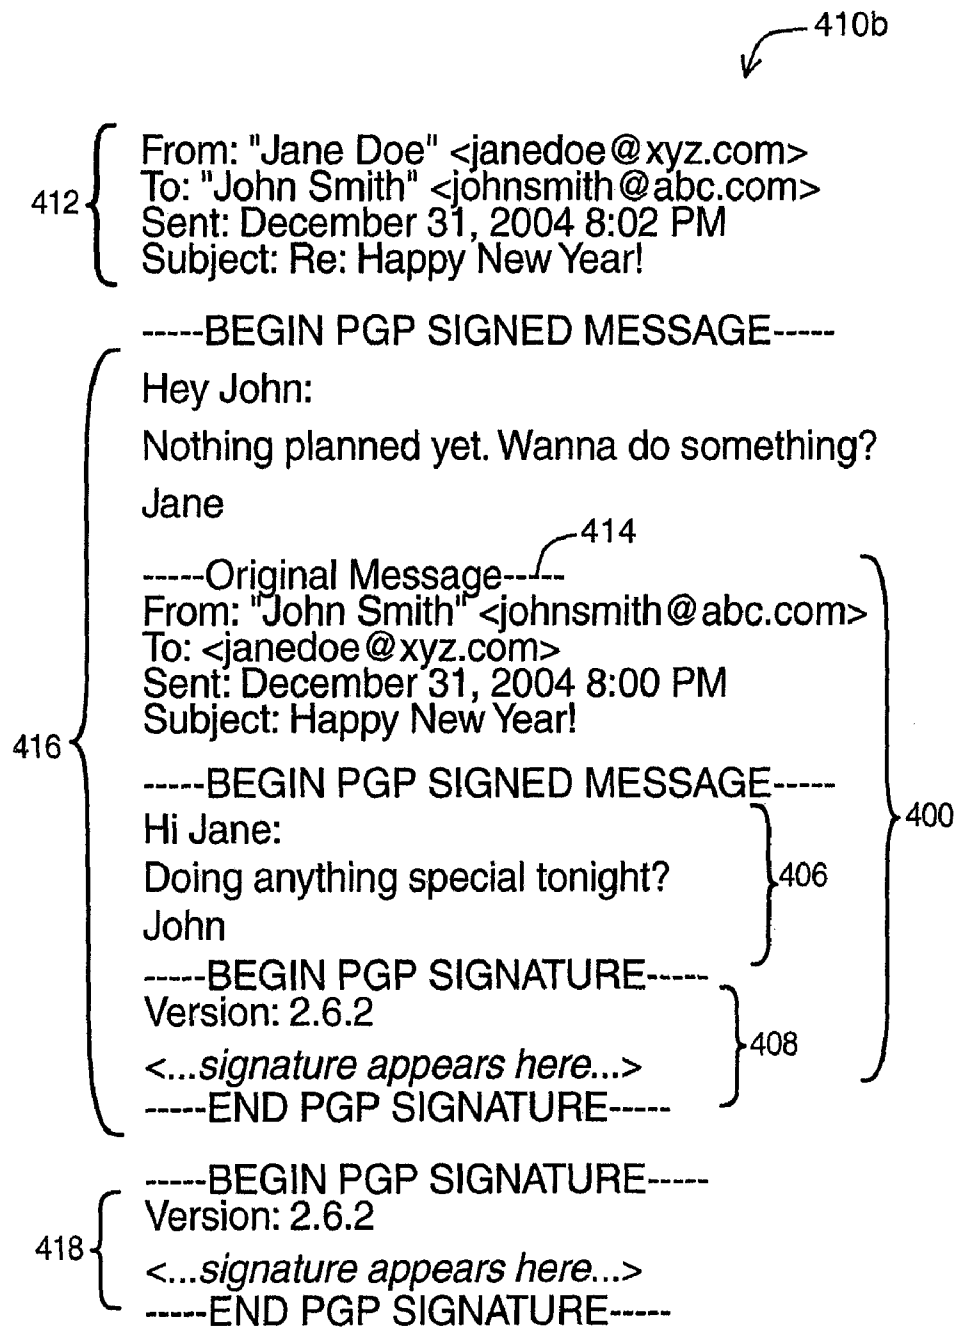 410b
From: "Jane Doe" <janedoe@xyz.com>
To: "John Smith" <johnsmith@abc.com>
412
Sent: December 31, 2004 8:02 PM
Subject: Re: Happy New Year!
-----BEGIN PGP SIGNED MESSAGE-----
Hey John:
Nothing planned yet. Wanna do something?
Jane
414
-----Original Message-----
From: "John Smith" <johnsmith@abc.com>
To: <janedoe@xyz.com>
Sent: December 31, 2004 8:00 PM
Subject: Happy New Year!
416
-----BEGIN PGP SIGNED MESSAGE-----
400
Hi Jane:
Doing anything special tonight?
406
John
-----BEGIN PGP SIGNATURE-----
Version: 2.6.2
408
<...signature appears here...>
-----END PGP SIGNATURE-----
-----BEGIN PGP SIGNATURE-----
Version: 2.6.2
418
<...signature appears here...>
-----END PGP SIGNATURE-----